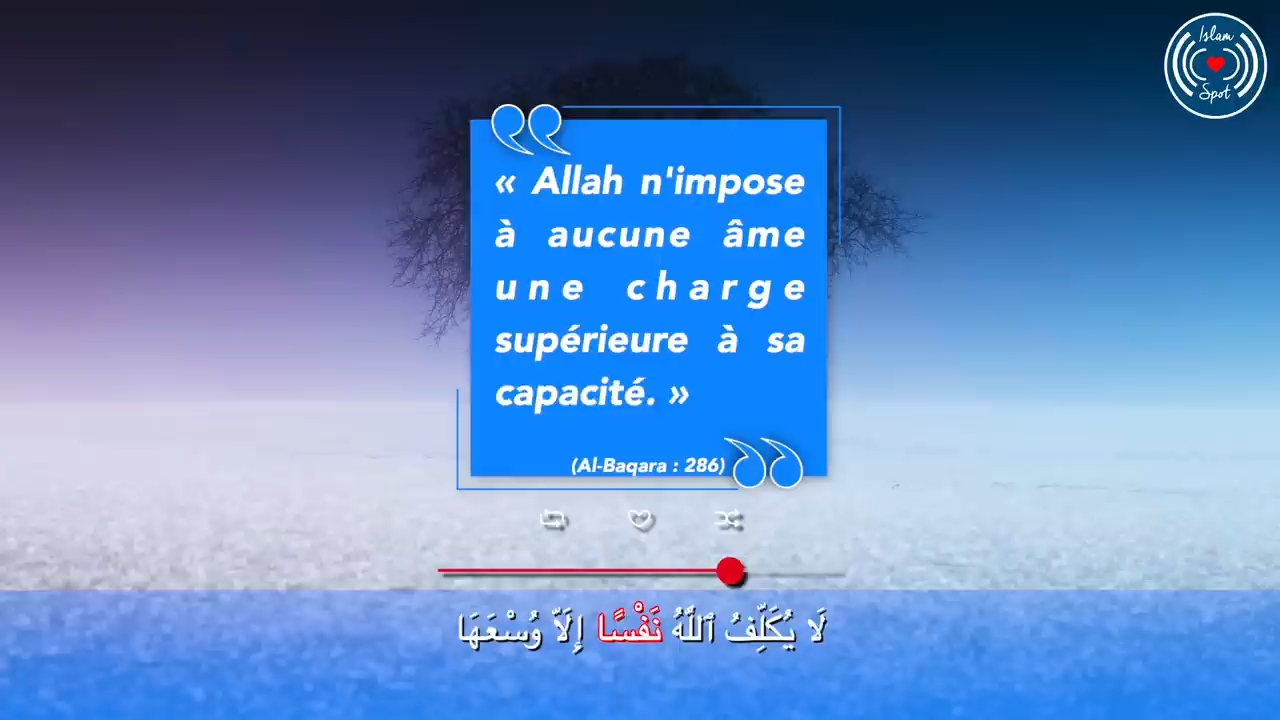 Islam
Spot
« Allah n'impose
à aucune âme
une charge
supérieure à sa
capacité. »
(Al-Baqara : 286)
لَا يُكَلِّفُ ٱللَّهُ نَفْسًا إِلَّا وُسْعَهَا